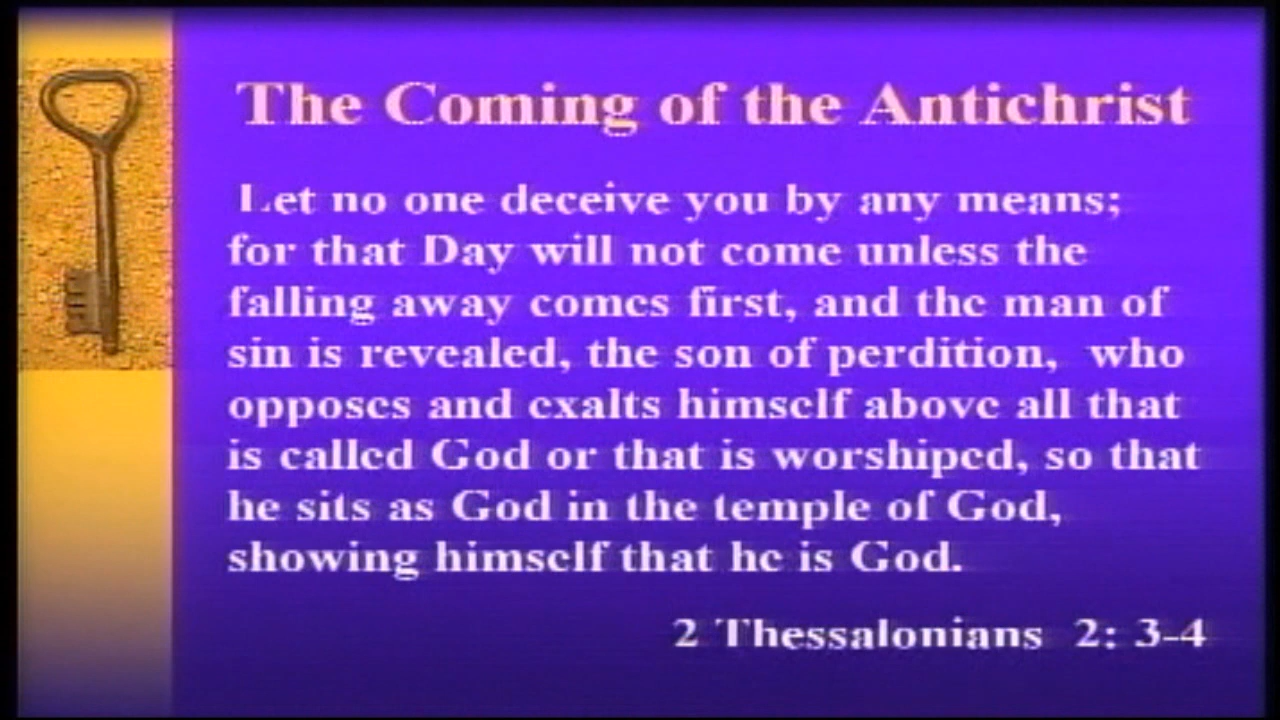 The Coming of the Antichrist
Let no one deceive you by any means;
for that Day will not come unless the
falling away comes first, and the man of
sin is revealed, the son of perdition, who
opposes and exalts himself above all that
is called God or that is worshiped, so that
he sits as God in the temple of God,
showing himself that he is God.
2 Thessalonians 2: 3-4